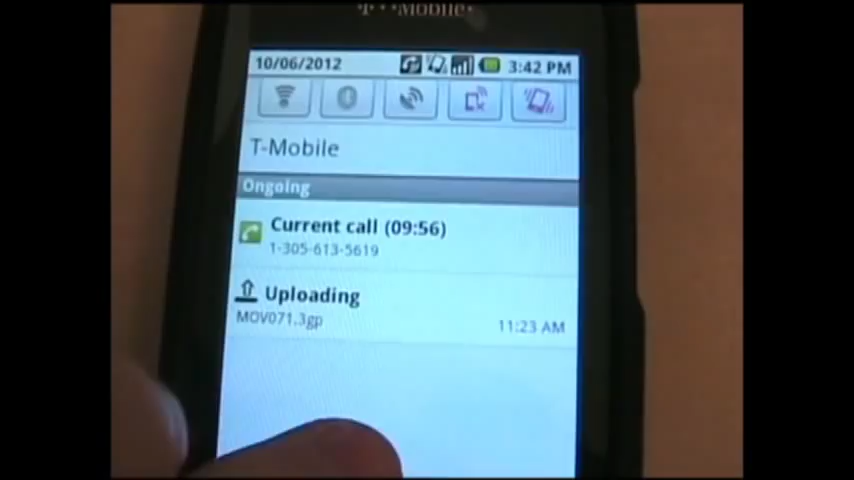 T··Mobile·
10/06/2012 3:42 PM
T-Mobile
Ongoing
Current call (09:56)
1-305-613-5619
Uploading
MOV071.3gp 11:23 AM